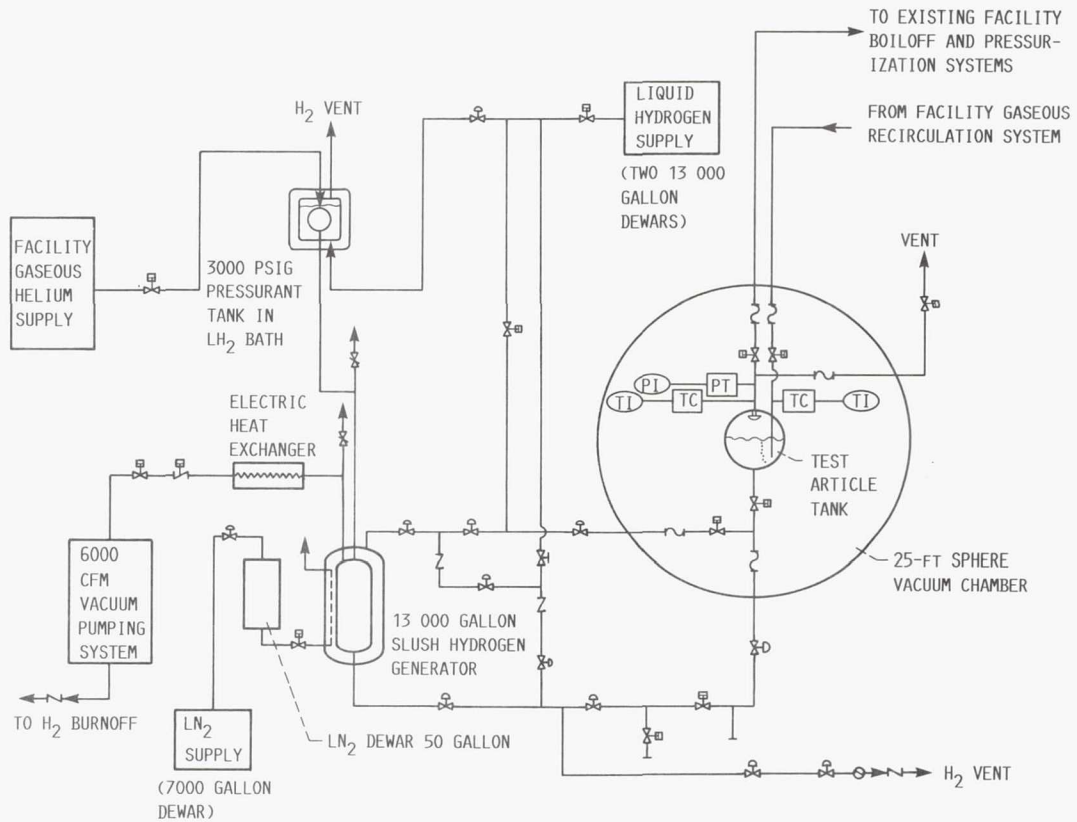 TO EXISTING FACILITY
BOILOFF AND PRESSUR-
IZATION SYSTEMS
FROM FACILITY GASEOUS
RECIRCULATION SYSTEM
H2 VENT
LIQUID
HYDROGEN
SUPPLY
(TWO 13 000
GALLON
DEWARS)
VENT
FACILITY
GASEOUS
HELIUM
SUPPLY
3000 PSIG
PRESSURANT
TANK IN
LH2 BATH
PI
PT
TI
TC
TC
TI
TEST
ARTICLE
TANK
ELECTRIC
HEAT
EXCHANGER
25-FT SPHERE
VACUUM CHAMBER
6000
CFM
VACUUM
PUMPING
SYSTEM
13 000 GALLON
SLUSH HYDROGEN
GENERATOR
TO H2 BURNOFF
LN2
SUPPLY
(7000 GALLON
DEWAR)
LN2 DEWAR 50 GALLON
H2 VENT